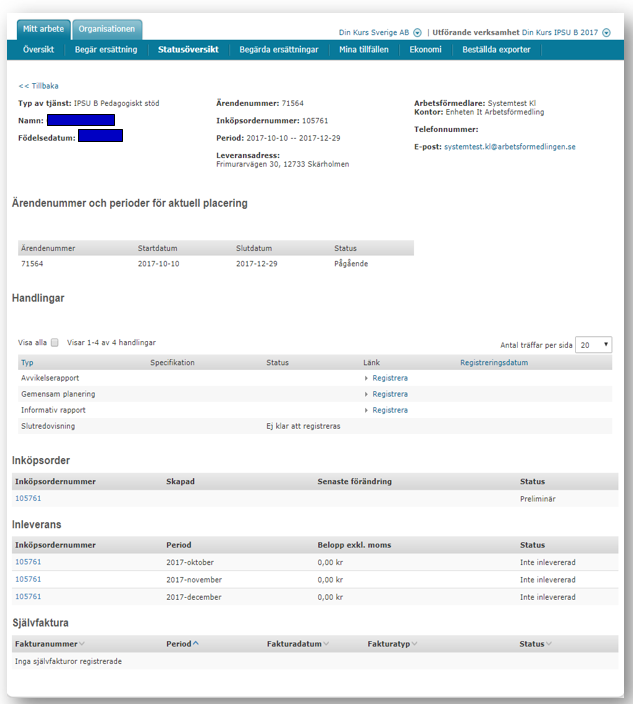 Mitt arbete Organisationen
Din Kurs Sverige AB | Utförande verksamhet Din Kurs IPSU B 2017
Översikt Begär ersättning Statusöversikt Begärda ersättningar Mina tillfällen Ekonomi Beställda exporter
<< Tillbaka
Typ av tjänst: IPSU B Pedagogiskt stöd
Namn:
Födelsedatum:
Ärendenummer: 71564
Inköpsordernummer: 105761
Period: 2017-10-10 -- 2017-12-29
Leveransadress:
Frimurarvägen 30, 12733 Skärholmen
Arbetsförmedlare: Systemtest Kl
Kontor: Enheten It Arbetsförmedling
Telefonnummer:
E-post: systemtest.kl@arbetsformedlingen.se
Ärendenummer och perioder för aktuell placering
Ärendenummer Startdatum Slutdatum Status
71564 2017-10-10 2017-12-29 Pågående
Handlingar
Visa alla Visar 1-4 av 4 handlingar
Antal träffar per sida 20
Typ Specifikation Status Länk Registreringsdatum
Avvikelserapport Registrera
Gemensam planering Registrera
Informativ rapport Registrera
Slutredovisning Ej klar att registreras
Inköpsorder
Inköpsordernummer Skapad Senaste förändring Status
105761 Preliminär
Inleverans
Inköpsordernummer Period Belopp exkl. moms Status
105761 2017-oktober 0,00 kr Inte inlevererad
105761 2017-november 0,00 kr Inte inlevererad
105761 2017-december 0,00 kr Inte inlevererad
Självfaktura
Fakturanummer Period Fakturadatum Fakturatyp Status
Inga självfakturor registrerade